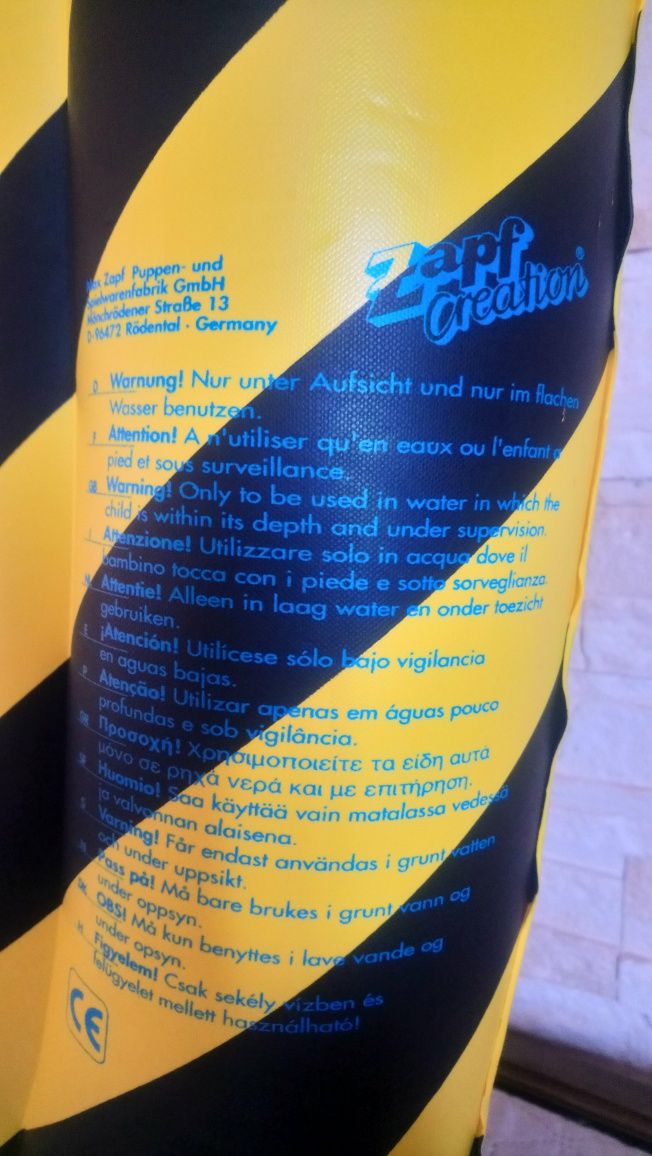 Max Zapf Puppen- und
Spielwarenfabrik GmbH
Mönchrödener Straße 13
D-96472 Rödental · Germany
Zapf
creation®
D Warnung! Nur unter Aufsicht und nur im flachen
Wasser benutzen.
F Attention! A n'utiliser qu'en eaux ou l'enfant a
pied et sous surveillance.
GB Warning! Only to be used in water in which the
child is within its depth and under supervision.
I Attenzione! Utilizzare solo in acqua dove il
bambino tocca con i piede e sotto sorveglianza.
N Attentie! Alleen in laag water en onder toezicht
gebruiken.
E ¡Atención! Utilícese sólo bajo vigilancia
en aguas bajas.
P Atenção! Utilizar apenas em águas pouco
profundas e sob vigilância.
GR Προσοχή! Χρησιμοποιείτε τα είδη αυτά
μόνο σε ρηχά νερά και με επιτήρηση.
SF Huomio! Saa käyttää vain matalassa vedessä
ja valvonnan alaisena.
S Varning! Får endast användas i grunt vatten
och under uppsikt.
N Pass på! Må bare brukes i grunt vann og
under oppsyn.
DK OBS! Må kun benyttes i lave vande og
under opsyn.
H Figyelem! Csak sekély vízben és
felügyelet mellett használható!
CE